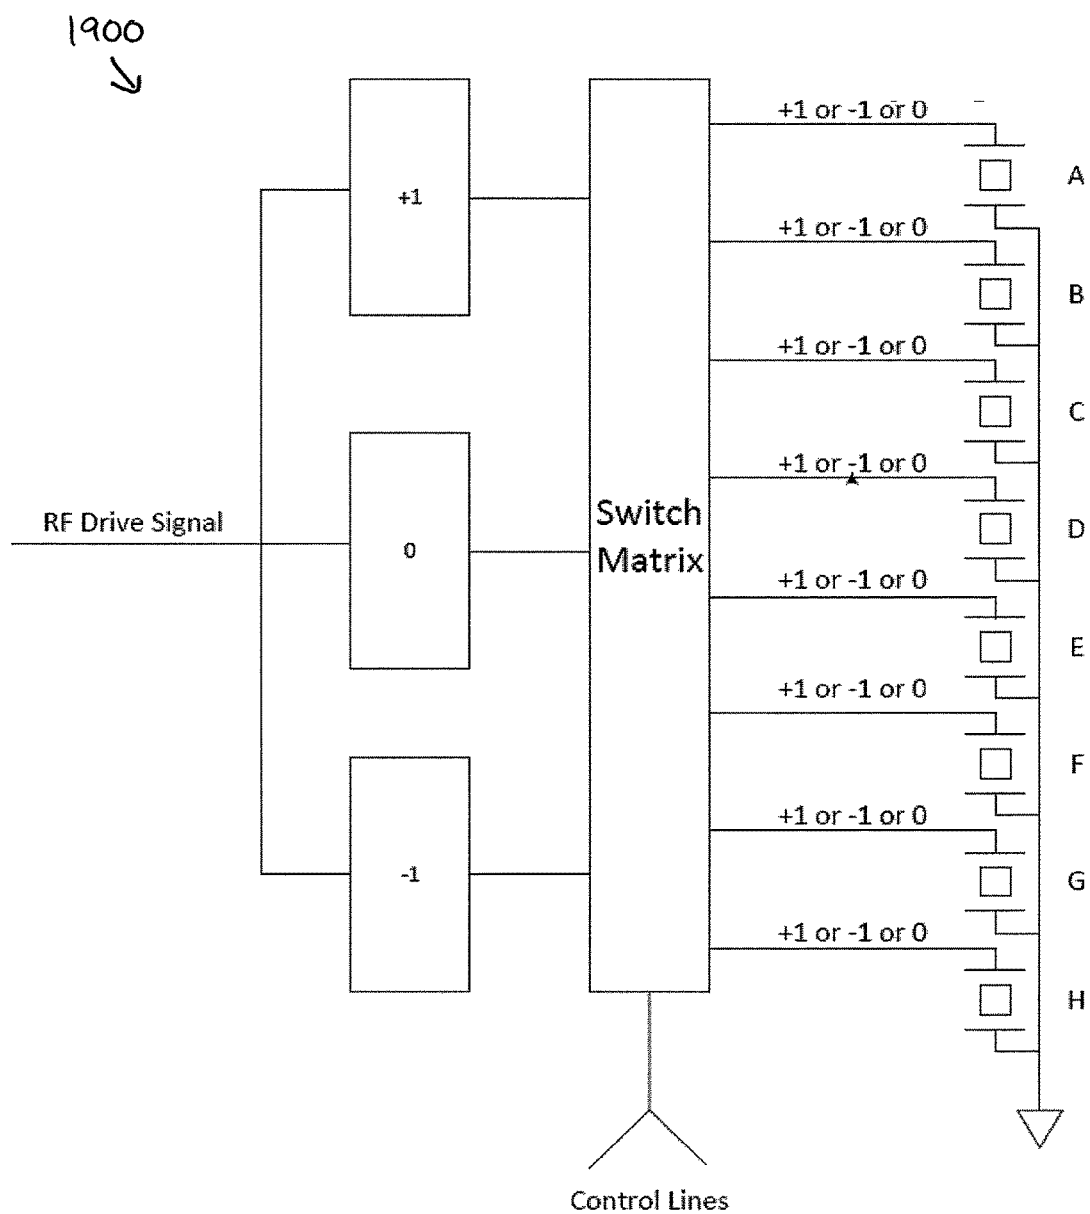 1900
+1 or -1 or 0
A
+1
+1 or -1 or 0
B
+1 or -1 or 0
C
+1 or -1 or 0
RF Drive Signal
0
Switch
Matrix
D
+1 or -1 or 0
E
+1 or -1 or 0
F
+1 or -1 or 0
-1
G
+1 or -1 or 0
H
Control Lines